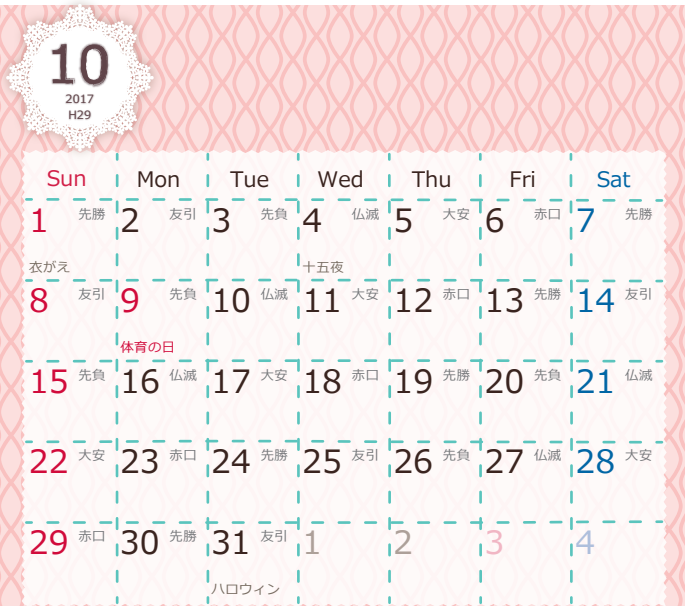 10
2017
H29
Sun Mon Tue Wed Thu Fri Sat
1 先勝 2 友引 3 先負 4 仏滅 5 大安 6 赤口 7 先勝
衣がえ 十五夜
8 友引 9 先負 10 仏滅 11 大安 12 赤口 13 先勝 14 友引
体育の日
15 先負 16 仏滅 17 大安 18 赤口 19 先勝 20 先負 21 仏滅
22 大安 23 赤口 24 先勝 25 友引 26 先負 27 仏滅 28 大安
29 赤口 30 先勝 31 友引 1 2 3 4
ハロウィン